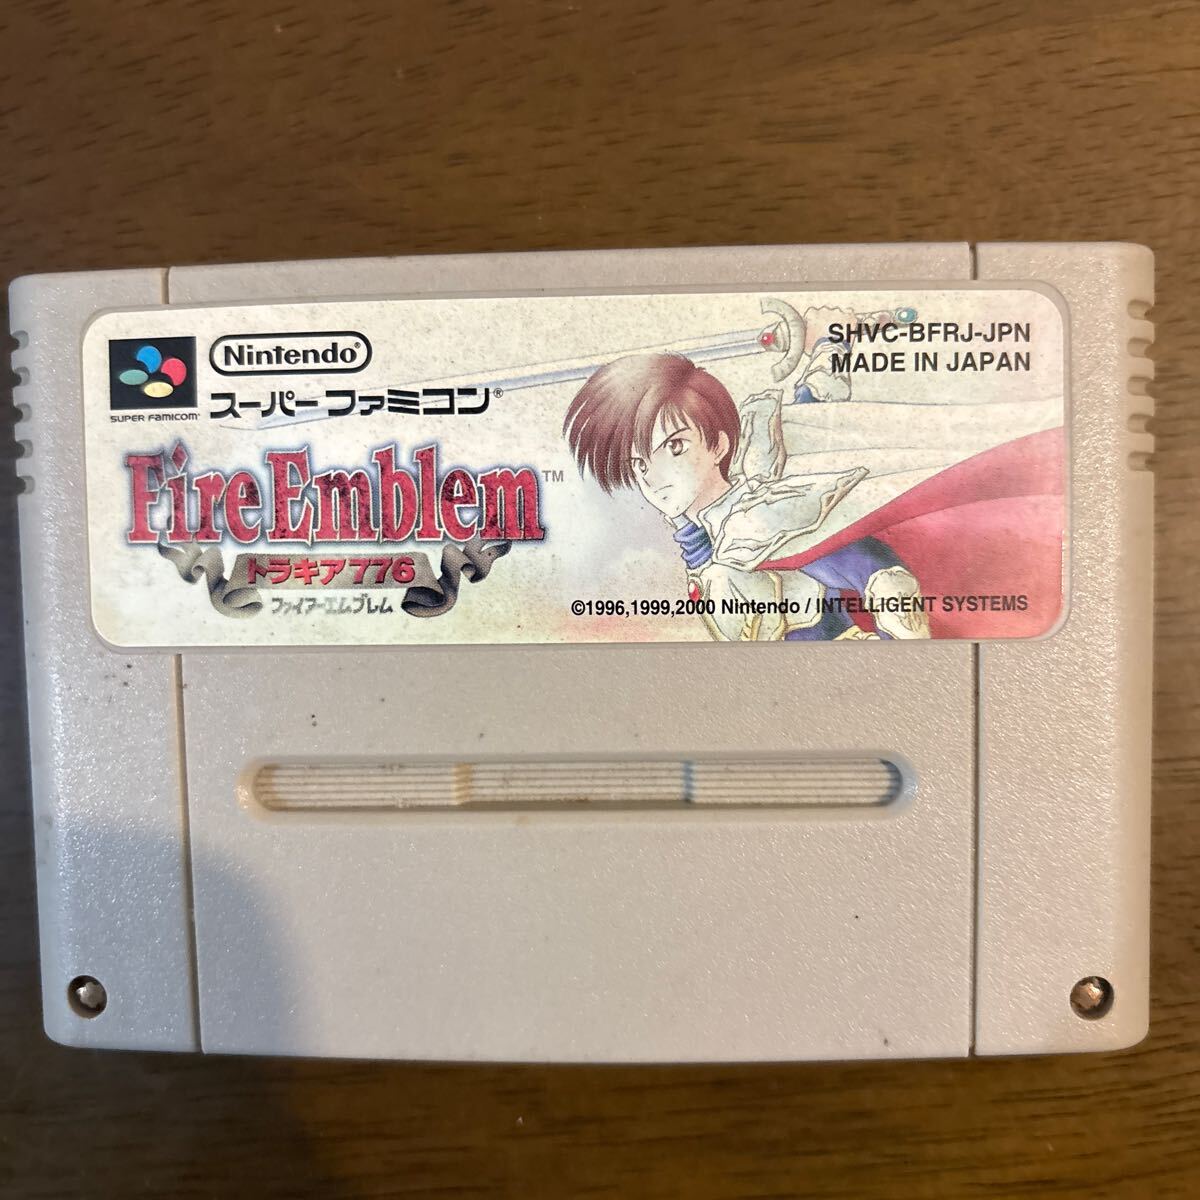 SUPER FAMICOM
Nintendo®
スーパーファミコン®
SHVC-BFRJ-JPN
MADE IN JAPAN
Fire Emblem™
トラキア776
ファイアーエムブレム
©1996,1999,2000 Nintendo / INTELLIGENT SYSTEMS